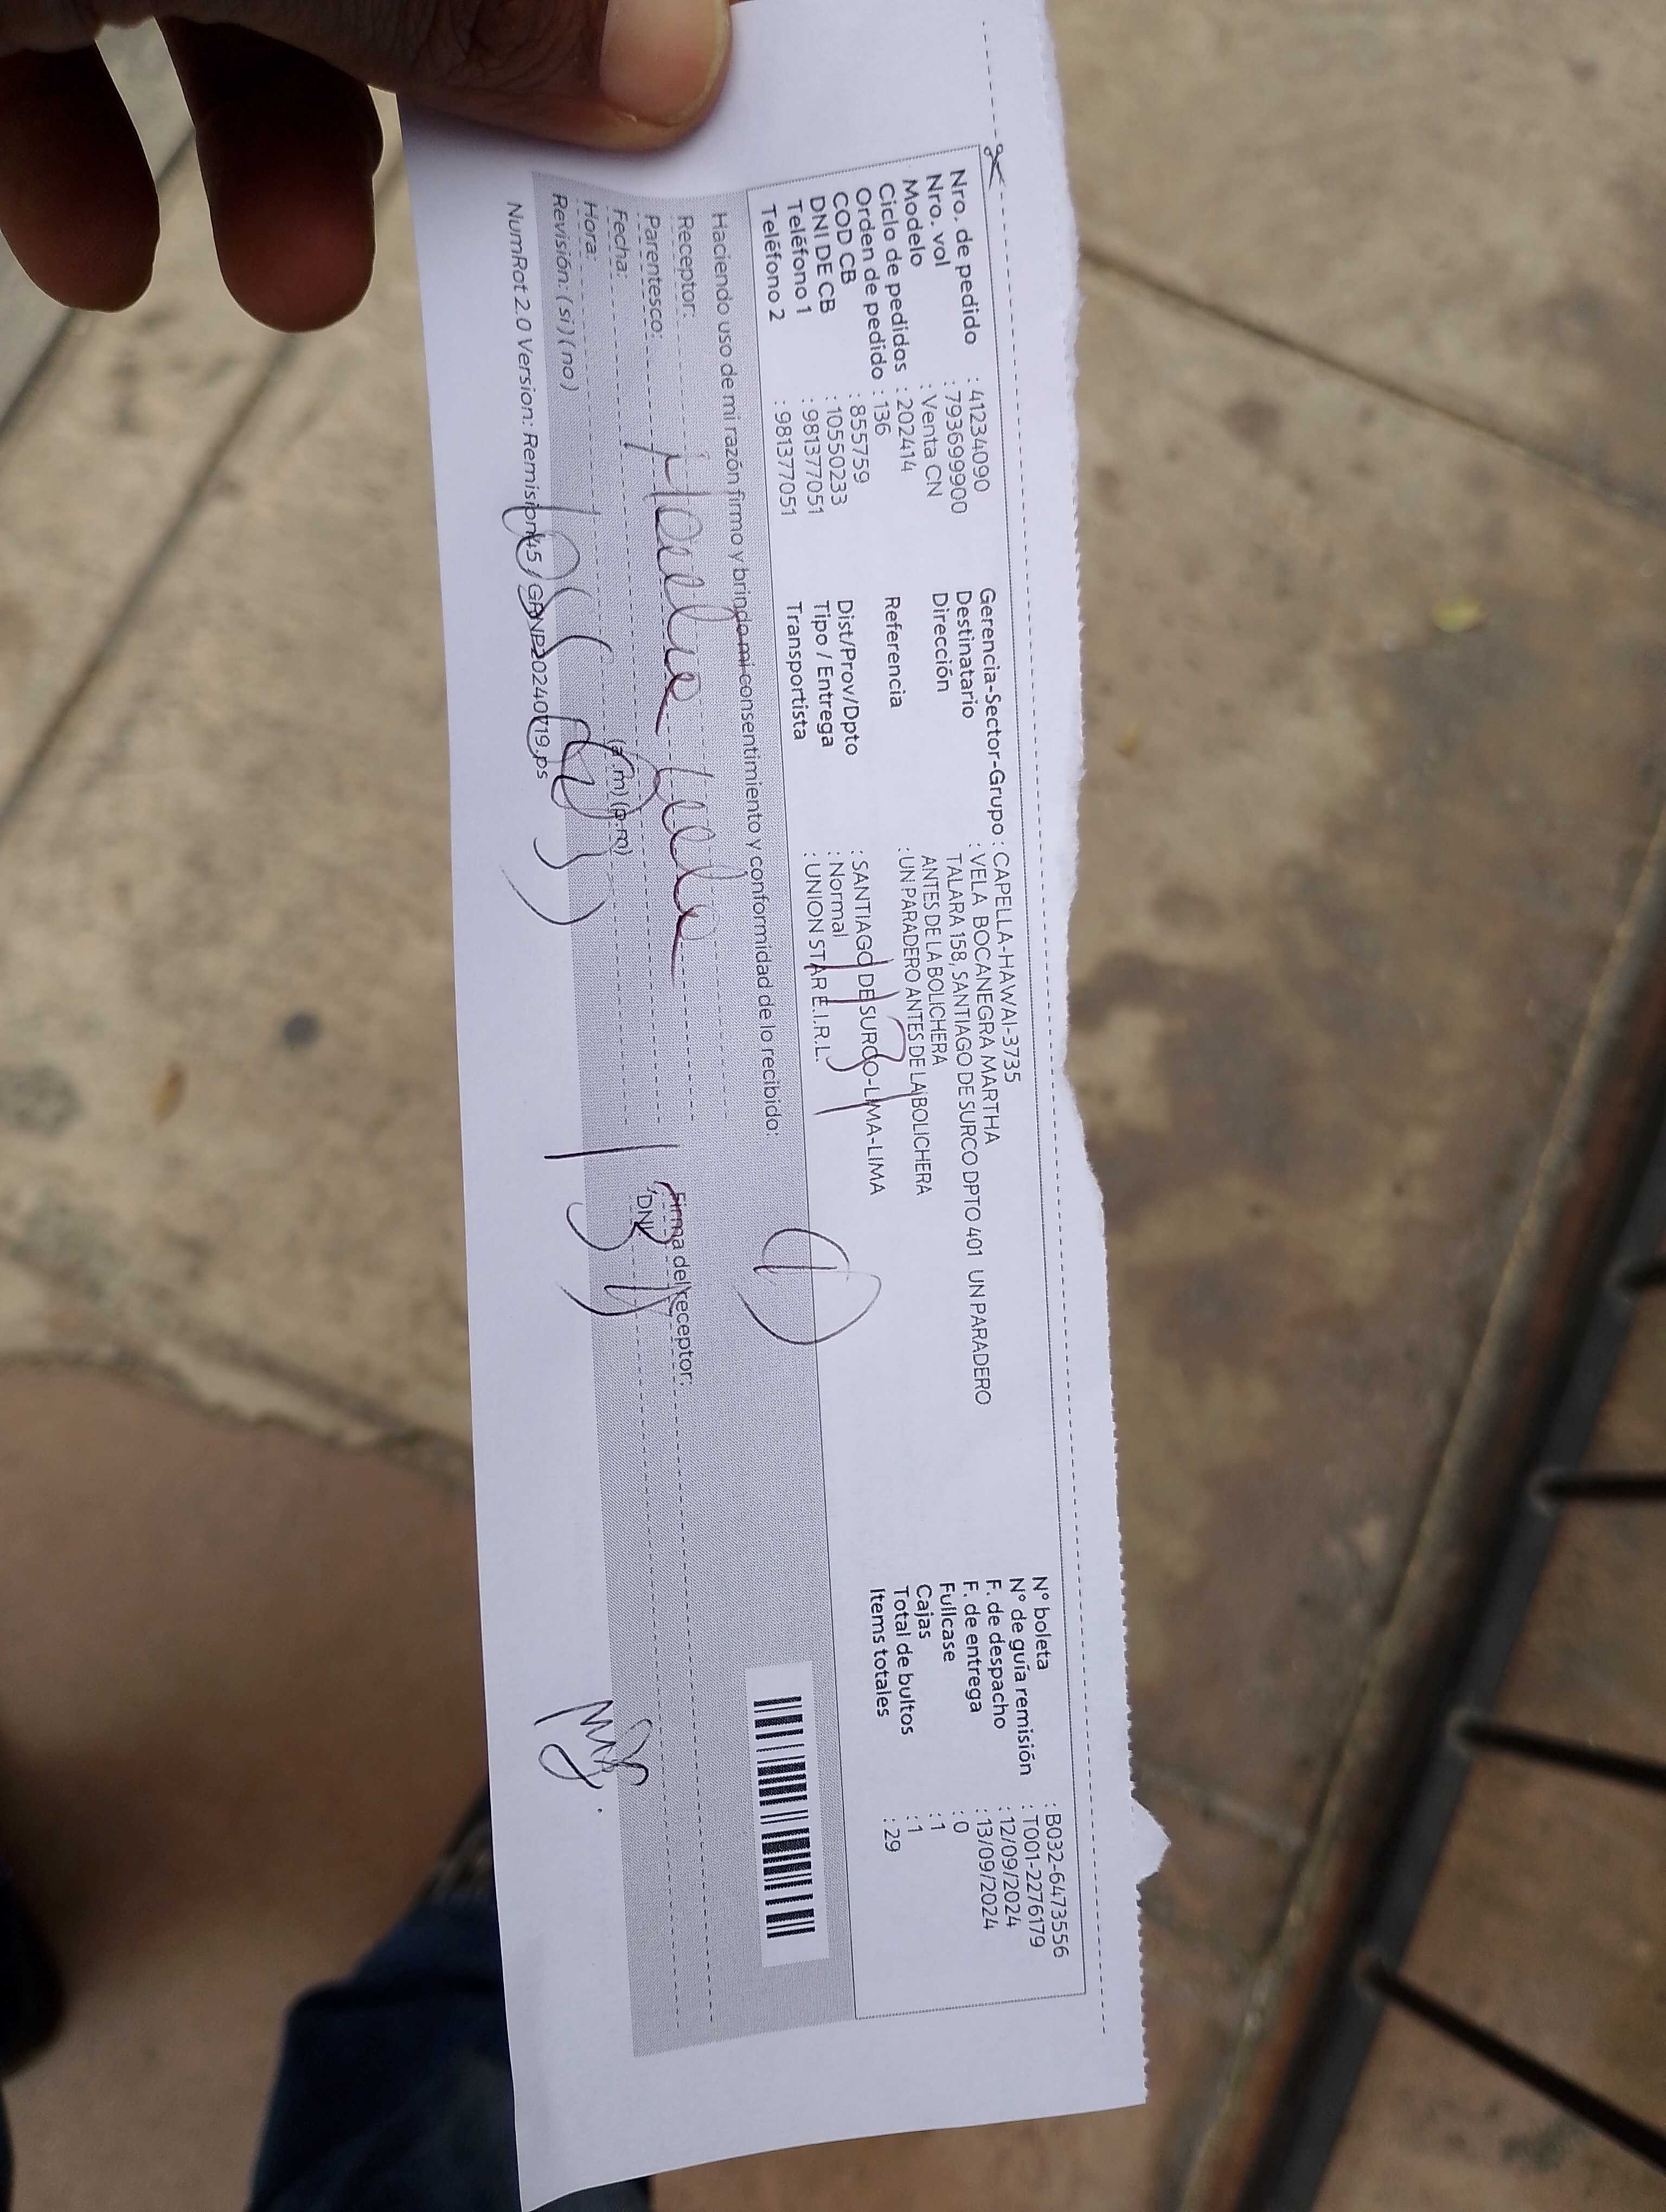 Nro. de pedido : 41234090
Nro. vol : 793699900
Modelo : Venta CN
Ciclo de pedidos : 202414
Orden de pedido : 136
COD CB : 855759
DNI DE CB : 10550233
Teléfono 1 : 981377051
Teléfono 2 : 981377051
Gerencia-Sector-Grupo : CAPELLA-HAWAI-3735
Destinatario : VELA BOCANEGRA MARTHA
Dirección TALARA 158, SANTIAGO DE SURCO DPTO 401 UN PARADERO
ANTES DE LA BOLICHERA
Referencia : UN PARADERO ANTES DE LA BOLICHERA
Dist/Prov/Dpto : SANTIAGO DE SURCO-LIMA-LIMA
Tipo / Entrega : Normal
Transportista : UNION STAR E.I.R.L.
N° boleta : B032-6473556
N° de guía remisión : T001-2276179
F. de despacho : 12/09/2024
F. de entrega : 13/09/2024
Fullcase : 0
Cajas : 1
Total de bultos : 1
Items totales : 29
Haciendo uso de mi razón firmo y brindo mi consentimiento y conformidad de lo recibido:
Receptor:
Parentesco:
Fecha:
Hora: (a.m) (p.m)
Revisión: (si) (no)
Firma del receptor:
DNI:
NumRot 2.0 Version: Remision45 / GRNP20240719.ps